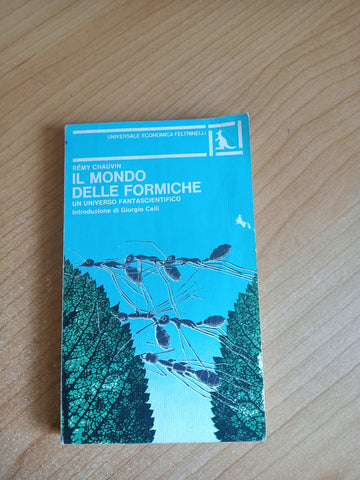 UNIVERSALE ECONOMICA FELTRINELLI
RÉMY CHAUVIN
IL MONDO
DELLE FORMICHE
UN UNIVERSO FANTASCIENTIFICO
Introduzione di Giorgio Celli